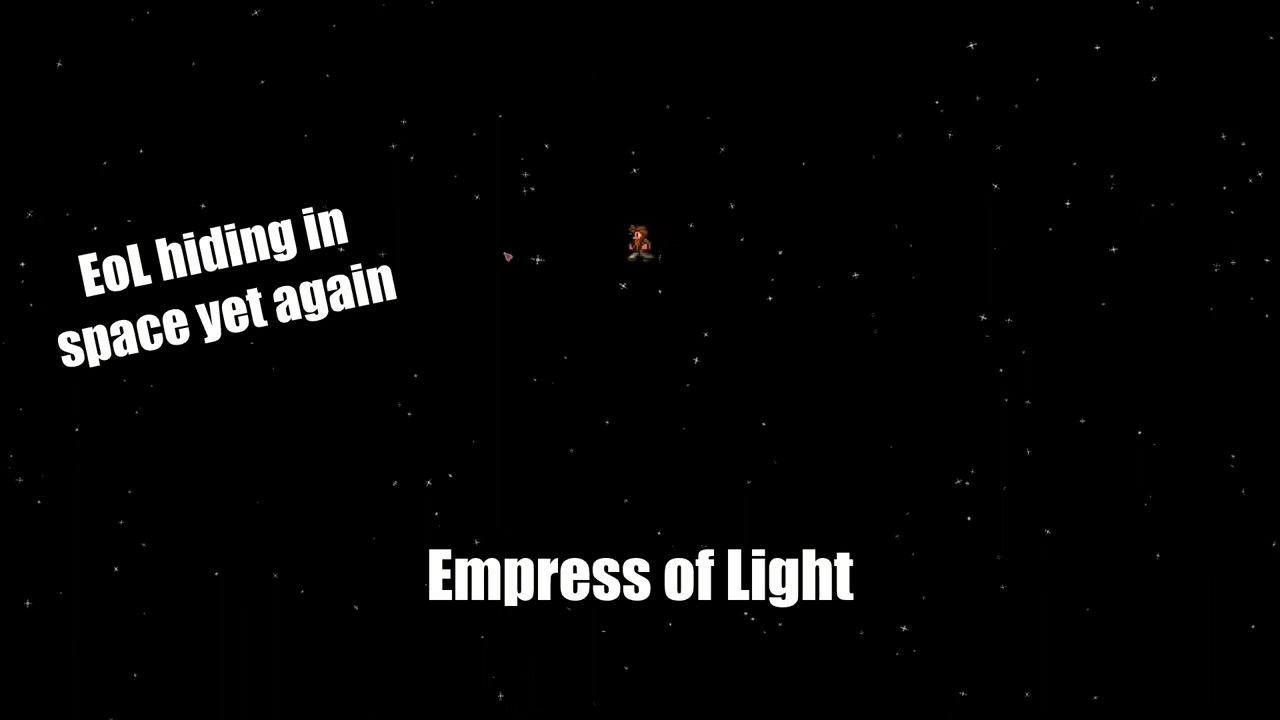 EoL hiding in
space yet again
Empress of Light